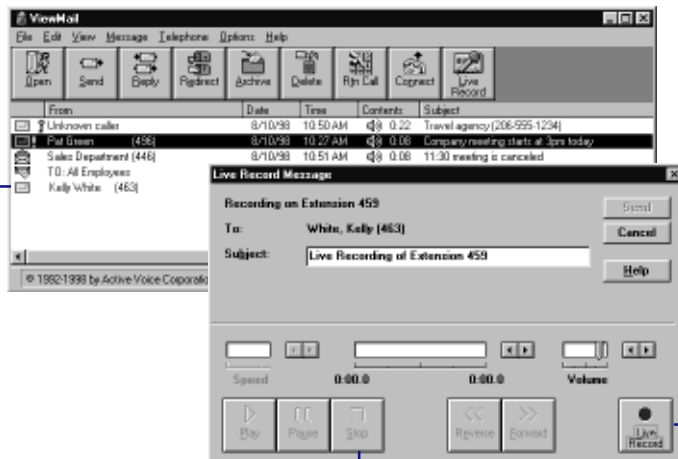 ViewMail
File Edit View Message Telephone Options Help
Open Send Reply Redirect Archive Delete Rtn Call Connect Live Record
From Date Time Contents Subject
Unknown caller 8/10/98 10:50 AM 0:22 Travel agency (206-555-1234)
Pat Green (496) 8/10/98 10:27 AM 0:08 Company meeting starts at 3pm today
Sales Department (446) 8/10/98 10:51 AM 0:08 11:30 meeting is canceled
TO: All Employees
Kelly White (463)
© 1992-1998 by Active Voice Corporatio
Live Record Message
Recording on Extension 459
Send
To: White, Kelly (463)
Cancel
Subject: Live Recording of Extension 459
Help
Speed 0:00.0 0:00.0 Volume
Play Pause Stop Reverse Forward Live Record